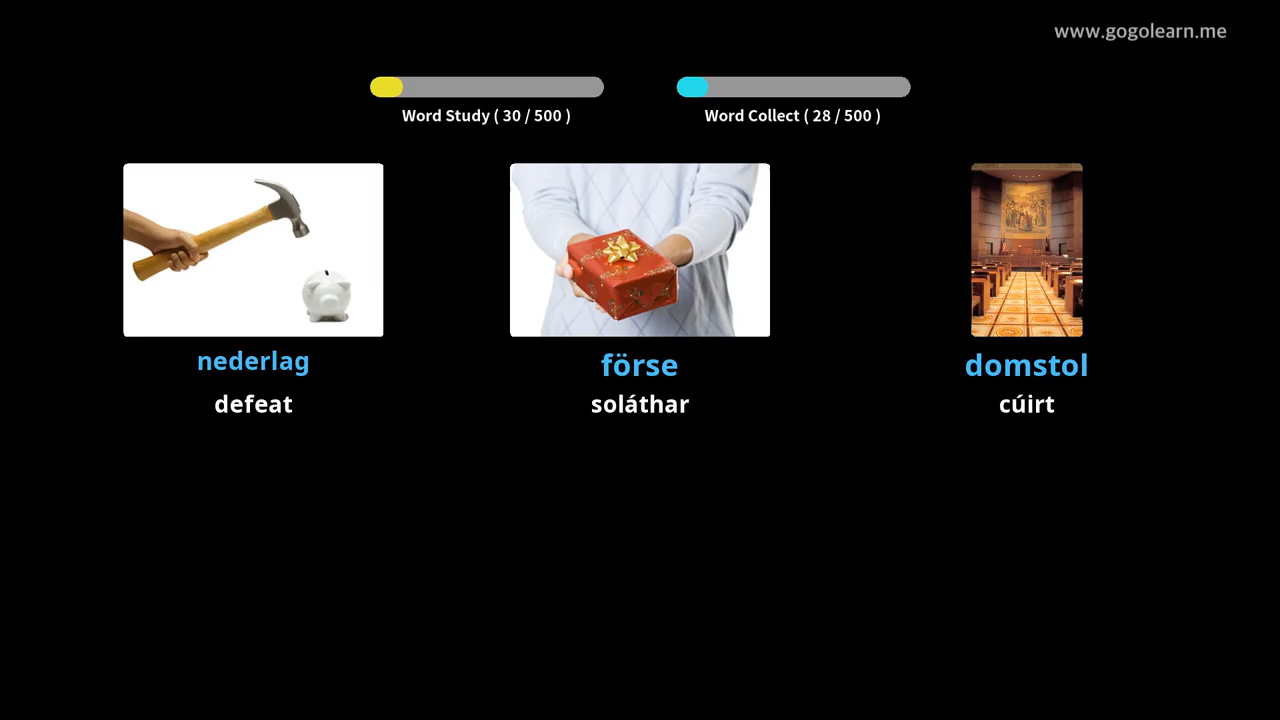 www.gogolearn.me
Word Study ( 30 / 500 )
Word Collect ( 28 / 500 )
nederlag
förse
domstol
defeat
soláthar
cúirt